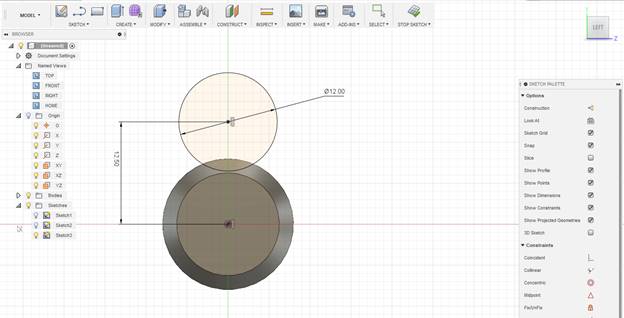 MODEL
SKETCH
CREATE
MODIFY
ASSEMBLE
CONSTRUCT
INSPECT
INSERT
MAKE
ADD-INS
SELECT
STOP SKETCH
LEFT
Z
BROWSER
(Unsaved)
Document Settings
Named Views
TOP
FRONT
RIGHT
HOME
Origin
O
X
Y
Z
XY
XZ
YZ
Bodies
Sketches
Sketch1
Sketch2
Sketch3
Ø12.00
12.50
25
SKETCH PALETTE
Options
Construction
Look At
Sketch Grid
Snap
Slice
Show Profile
Show Points
Show Dimensions
Show Constraints
Show Projected Geometries
3D Sketch
Constraints
Coincident
Collinear
Concentric
Midpoint
Fix/UnFix